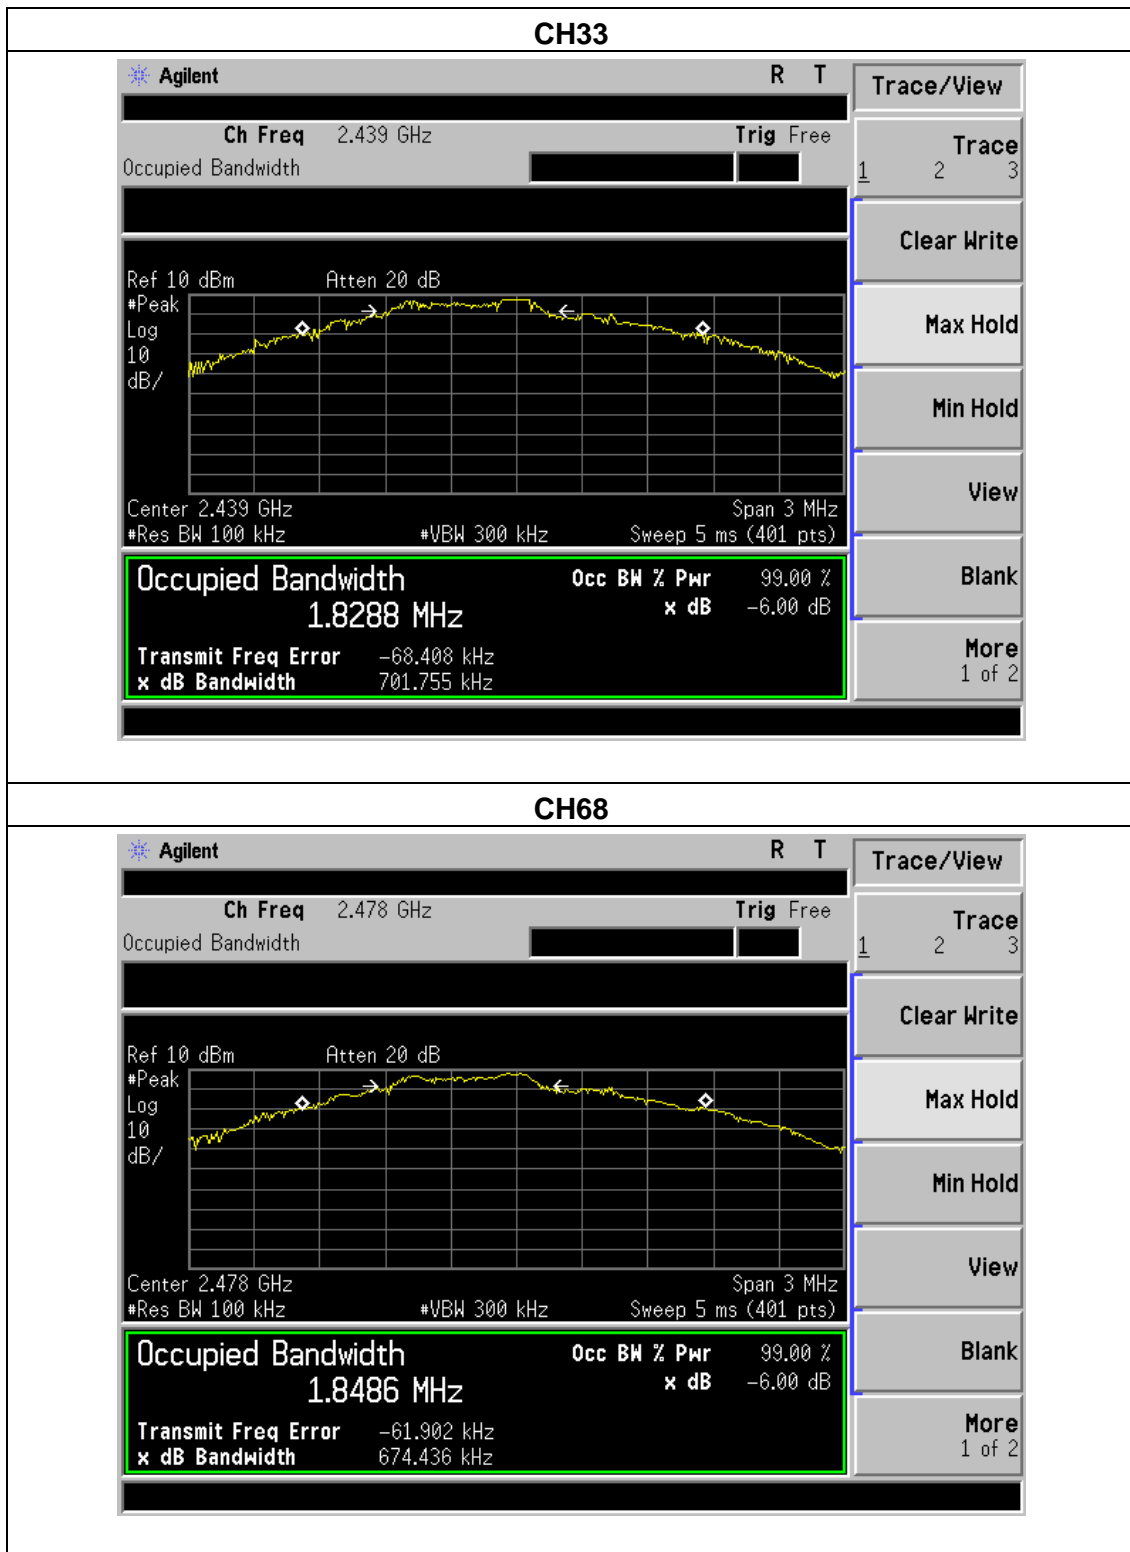 CH33
Agilent R T
Trace/View
Ch Freq 2.439 GHz Trig Free
Occupied Bandwidth
Trace
1 2 3
Clear Write
Ref 10 dBm Atten 20 dB
#Peak
Log
10
dB/
Max Hold
Min Hold
View
Center 2.439 GHz Span 3 MHz
#Res BW 100 kHz #VBW 300 kHz Sweep 5 ms (401 pts)
Occupied Bandwidth Occ BW % Pwr 99.00 %
1.8288 MHz x dB -6.00 dB
Blank
Transmit Freq Error -68.408 kHz
x dB Bandwidth 701.755 kHz
More
1 of 2
CH68
Agilent R T
Trace/View
Ch Freq 2.478 GHz Trig Free
Occupied Bandwidth
Trace
1 2 3
Clear Write
Ref 10 dBm Atten 20 dB
#Peak
Log
10
dB/
Max Hold
Min Hold
View
Center 2.478 GHz Span 3 MHz
#Res BW 100 kHz #VBW 300 kHz Sweep 5 ms (401 pts)
Occupied Bandwidth Occ BW % Pwr 99.00 %
1.8486 MHz x dB -6.00 dB
Blank
Transmit Freq Error -61.902 kHz
x dB Bandwidth 674.436 kHz
More
1 of 2